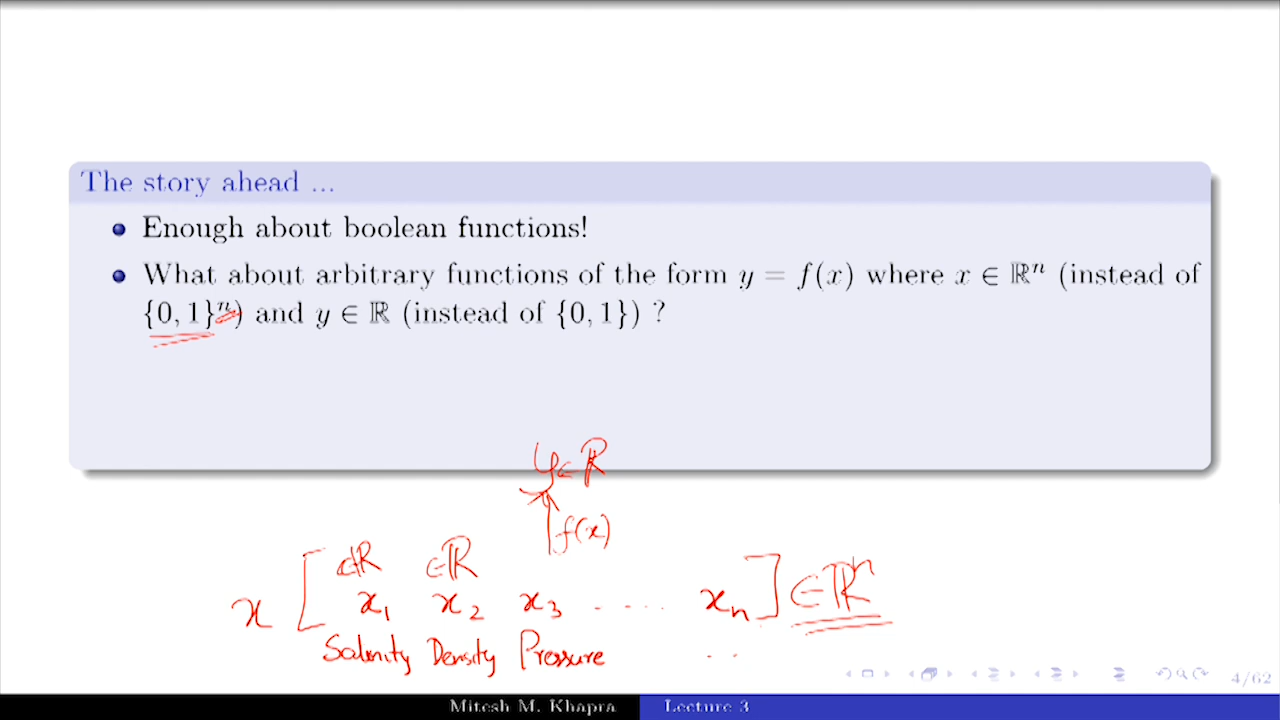 The story ahead ...
Enough about boolean functions!
What about arbitrary functions of the form y = f(x) where x ∈ ℝⁿ (instead of
{0, 1}ⁿ) and y ∈ ℝ (instead of {0, 1}) ?
y ∈ ℝ
f(x)
∈ℝ ∈ℝ
x [ x₁ x₂ x₃ ..... xₙ ] ∈ ℝⁿ
Salinity Density Pressure ..
4/62
Mitesh M. Khapra Lecture 3